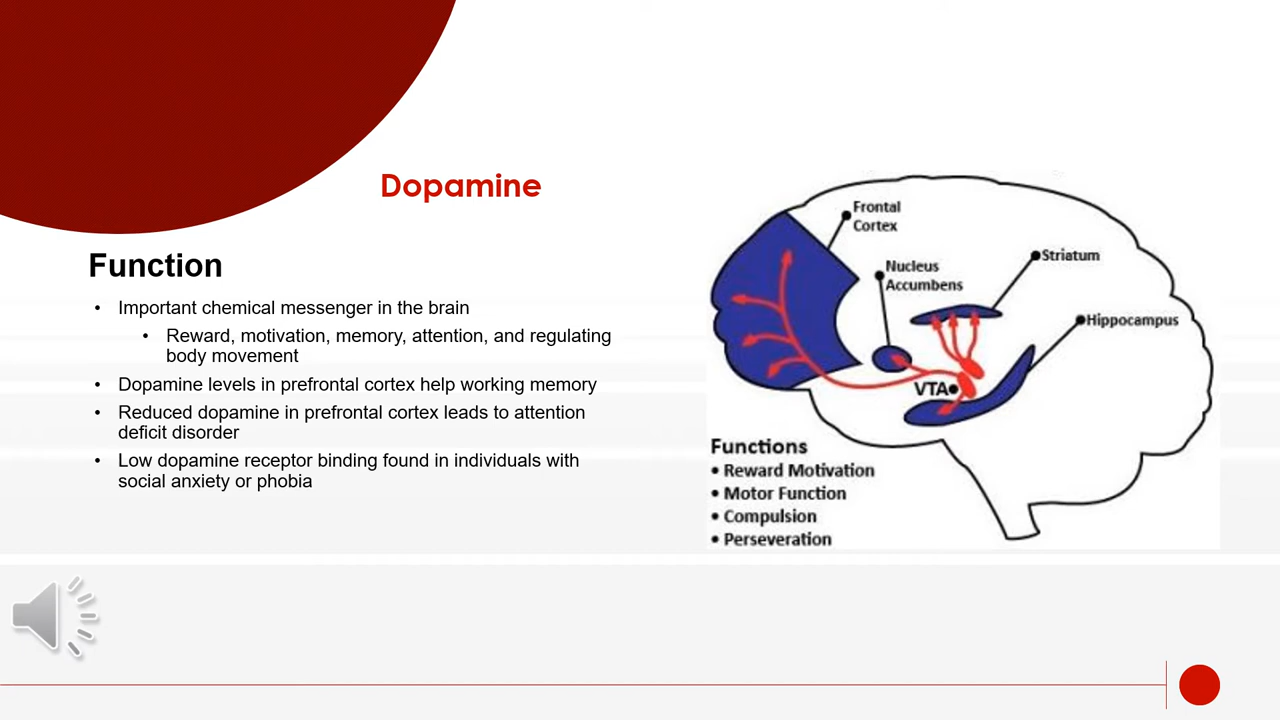 Dopamine
Function
• Important chemical messenger in the brain
• Reward, motivation, memory, attention, and regulating
body movement
• Dopamine levels in prefrontal cortex help working memory
• Reduced dopamine in prefrontal cortex leads to attention
deficit disorder
• Low dopamine receptor binding found in individuals with
social anxiety or phobia
Frontal
Cortex
Nucleus
Accumbens
Striatum
Hippocampus
VTA
Functions
• Reward Motivation
• Motor Function
• Compulsion
• Perseveration